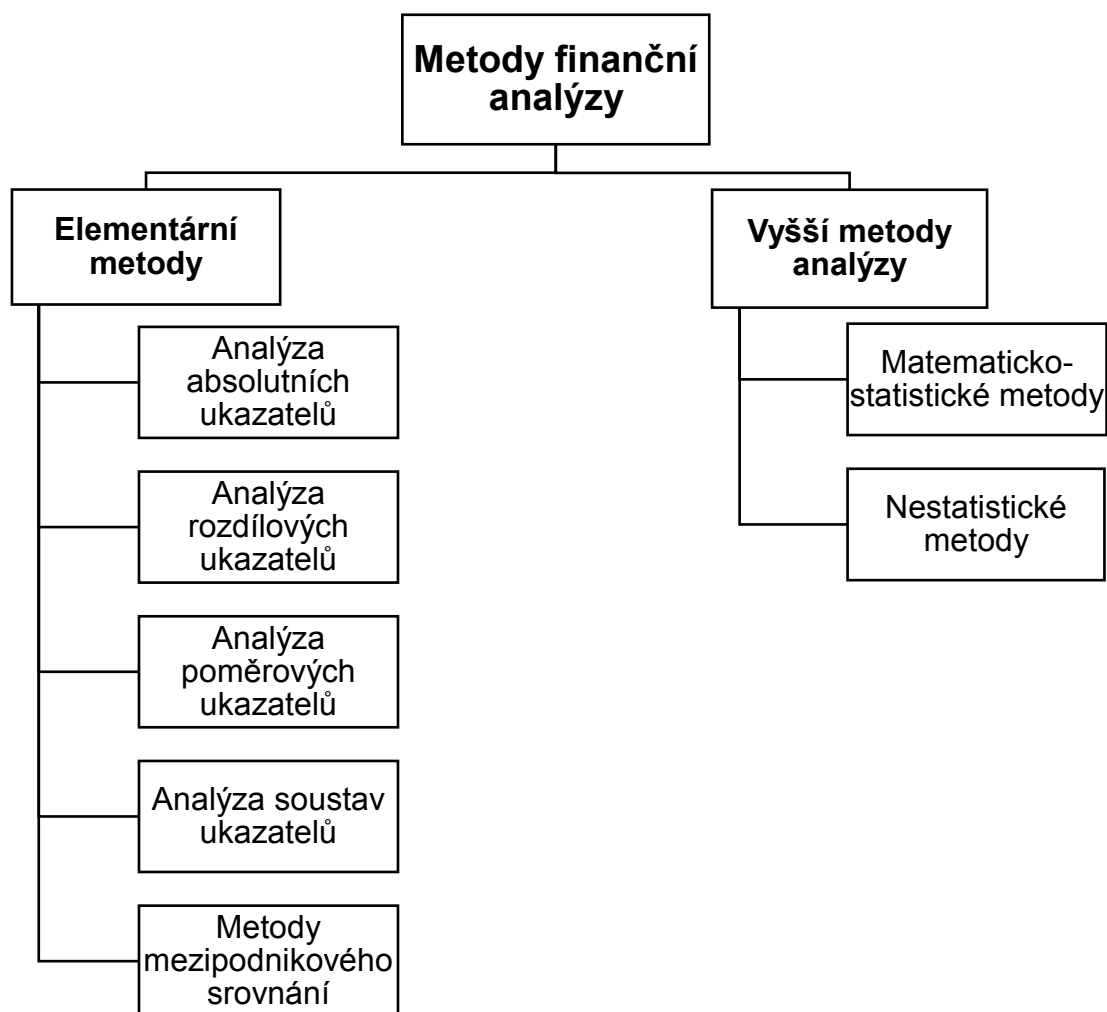 Metody finanční
analýzy
Elementární
metody
Analýza
absolutních
ukazatelů
Analýza
rozdílových
ukazatelů
Analýza
poměrových
ukazatelů
Analýza soustav
ukazatelů
Metody
mezipodnikového
srovnání
Vyšší metody
analýzy
Matematicko-
statistické metody
Nestatistické
metody